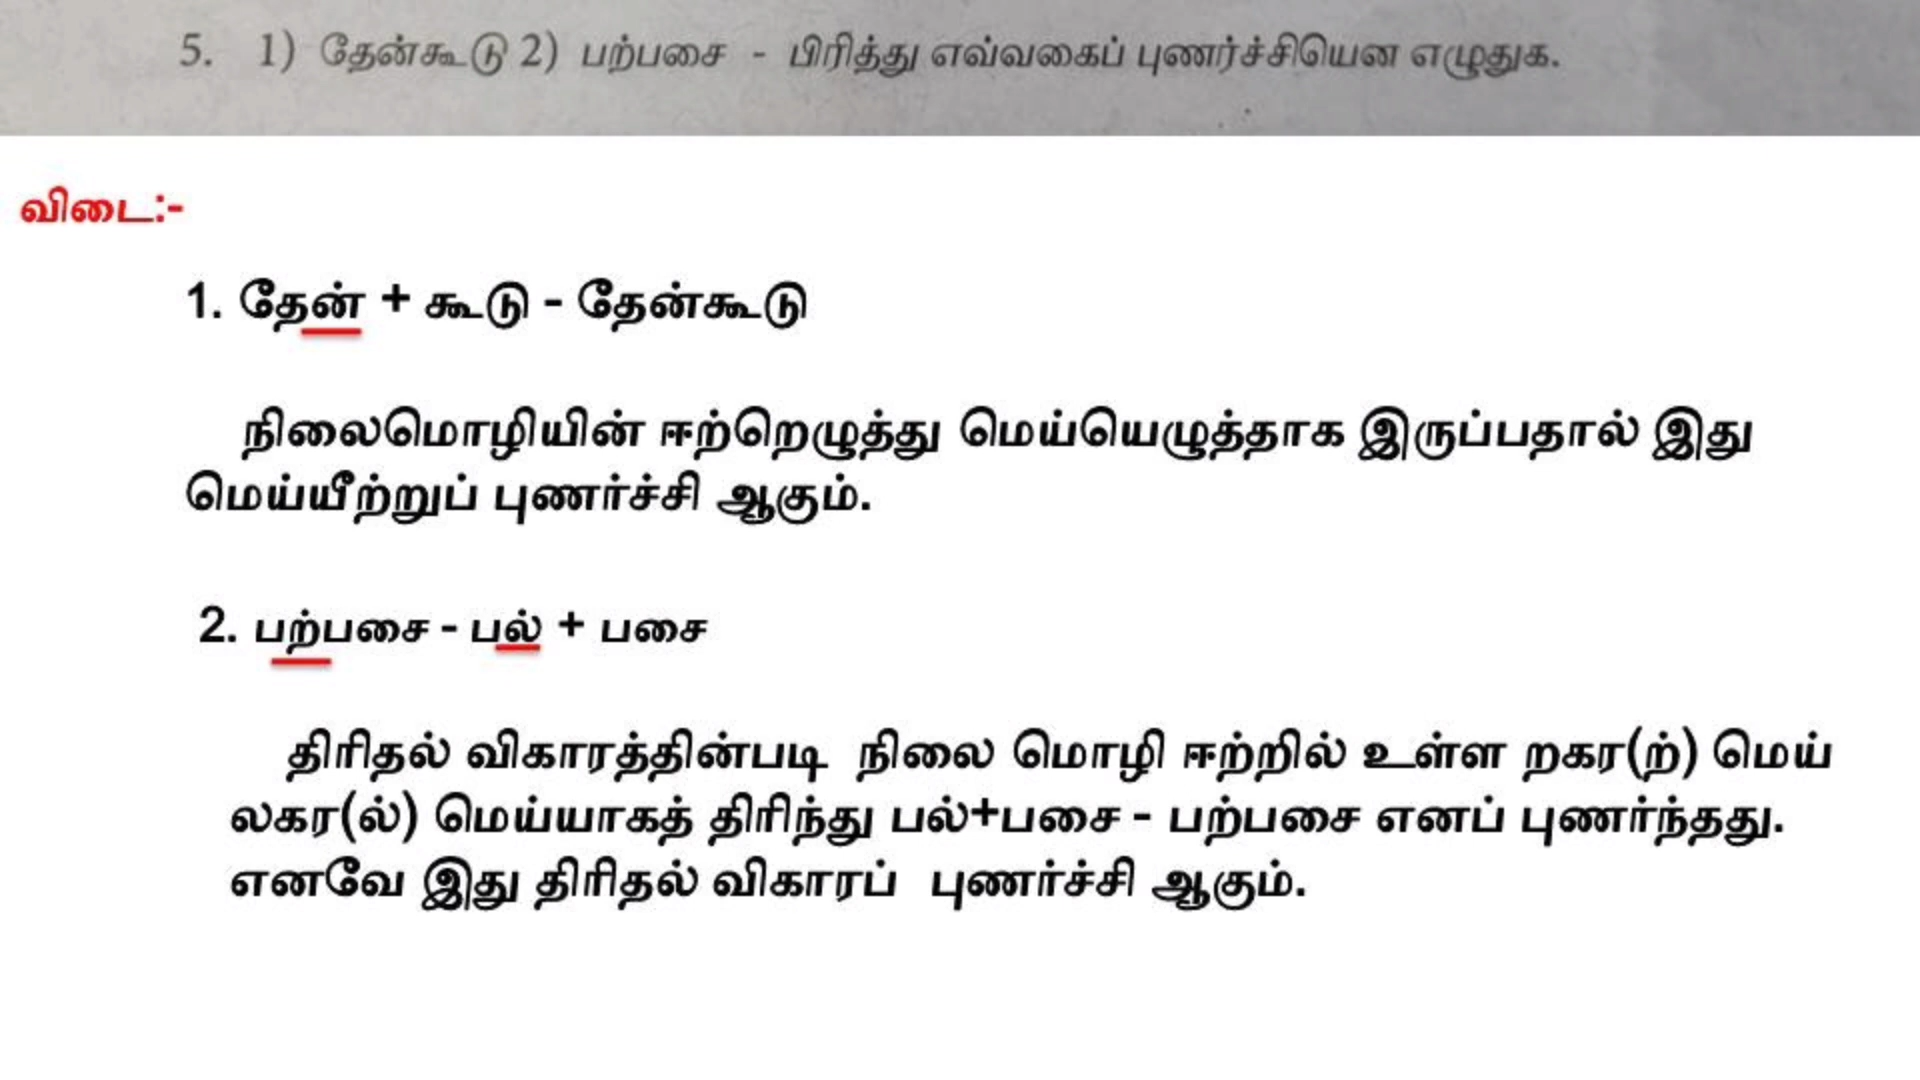 5. 1) தேன்கூடு 2) பற்பசை - பிரித்து எவ்வகைப் புணர்ச்சியென எழுதுக.
விடை:-
1. தேன் + கூடு - தேன்கூடு
நிலைமொழியின் ஈற்றெழுத்து மெய்யெழுத்தாக இருப்பதால் இது
மெய்யீற்றுப் புணர்ச்சி ஆகும்.
2. பற்பசை - பல் + பசை
திரிதல் விகாரத்தின்படி நிலை மொழி ஈற்றில் உள்ள றகர(ற்) மெய்
லகர(ல்) மெய்யாகத் திரிந்து பல்+பசை - பற்பசை எனப் புணர்ந்தது.
எனவே இது திரிதல் விகாரப் புணர்ச்சி ஆகும்.